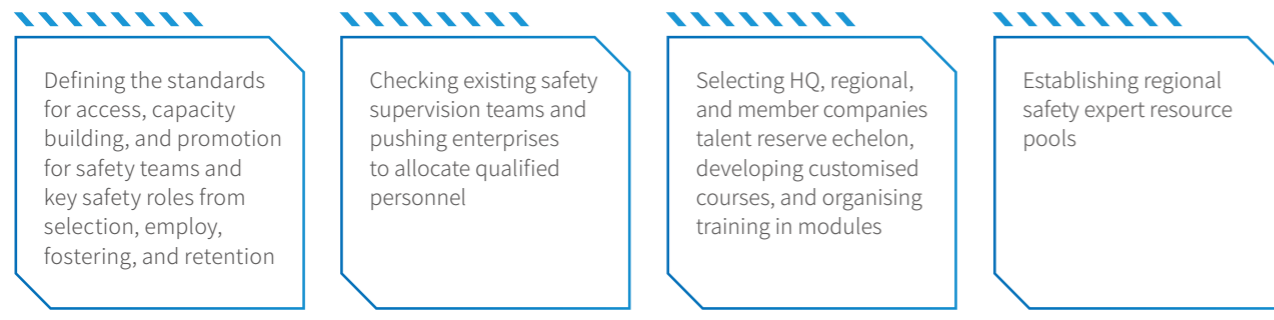 Defining the standards
for access, capacity
building, and promotion
for safety teams and
key safety roles from
selection, employ,
fostering, and retention
Checking existing safety
supervision teams and
pushing enterprises
to allocate qualified
personnel
Selecting HQ, regional,
and member companies
talent reserve echelon,
developing customised
courses, and organising
training in modules
Establishing regional
safety expert resource
pools